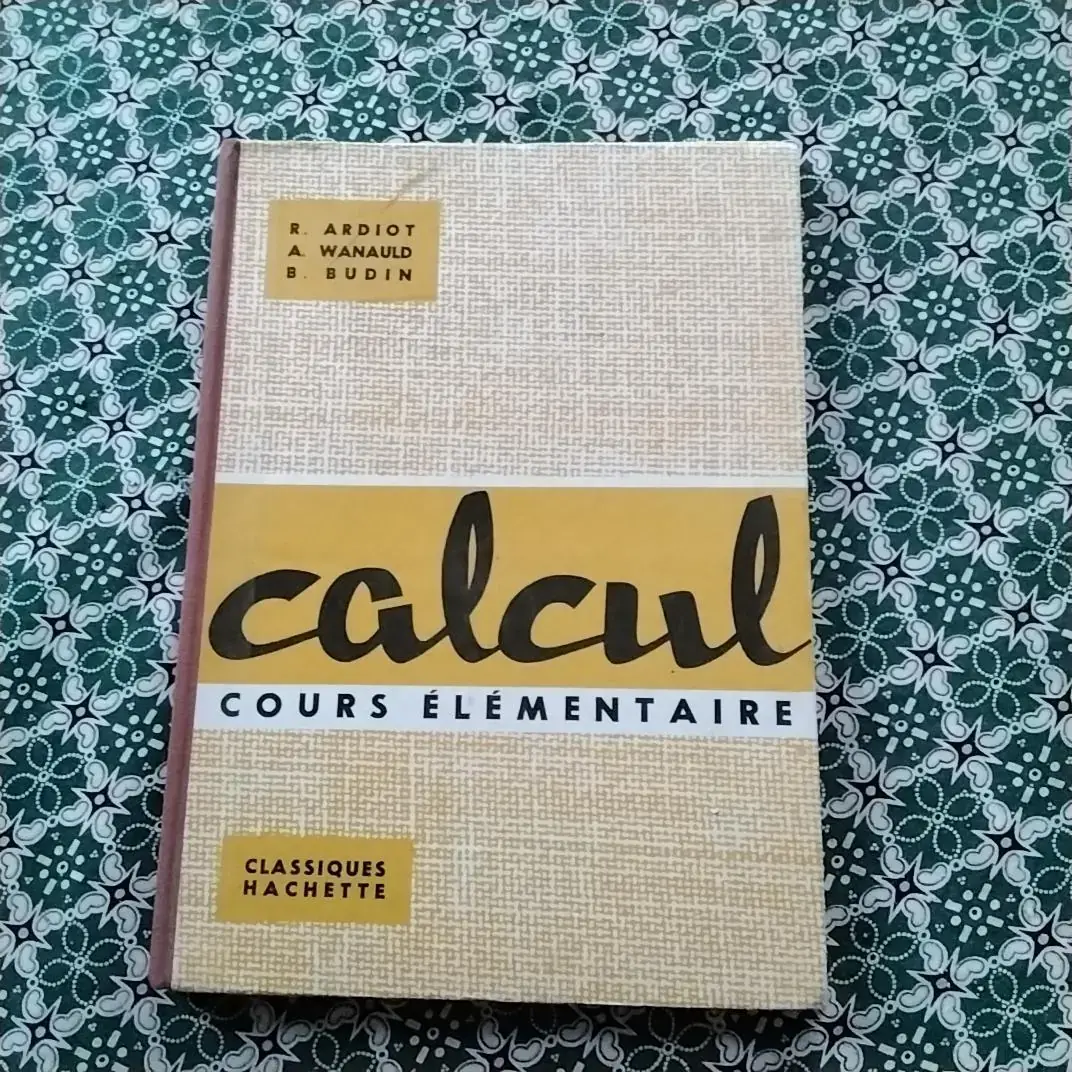 R. ARDIOT
A. WANAULD
B. BUDIN
calcul
COURS ÉLÉMENTAIRE
CLASSIQUES
HACHETTE